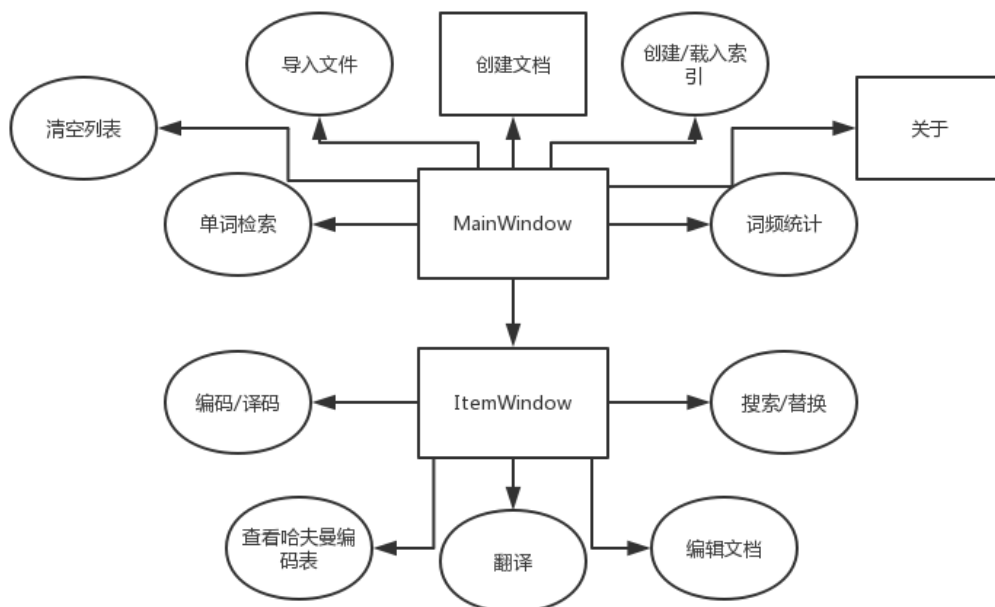 导入文件
创建文档
创建/载入索
引
清空列表
关于
单词检索
MainWindow
词频统计
编码/译码
ItemWindow
搜索/替换
查看哈夫曼编
码表
翻译
编辑文档